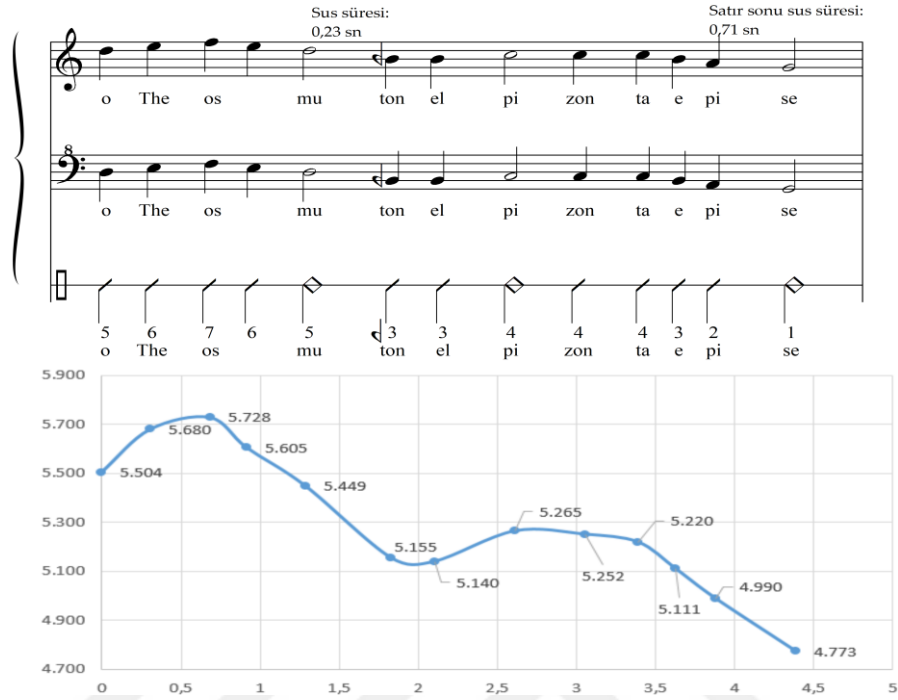 Sus süresi:
0,23 sn
Satır sonu sus süresi:
0,71 sn
o The os mu ton el pi zon ta e pi se
8
o The os mu ton el pi zon ta e pi se
5 6 7 6 5 3 3 4 4 4 3 2 1
o The os mu ton el pi zon ta e pi se
5.900
5.700
5.500
5.300
5.100
4.900
4.700
5.504
5.680
5.728
5.605
5.449
5.155
5.140
5.265
5.252
5.220
5.111
4.990
4.773
0 0,5 1 1,5 2 2,5 3 3,5 4 4,5 5